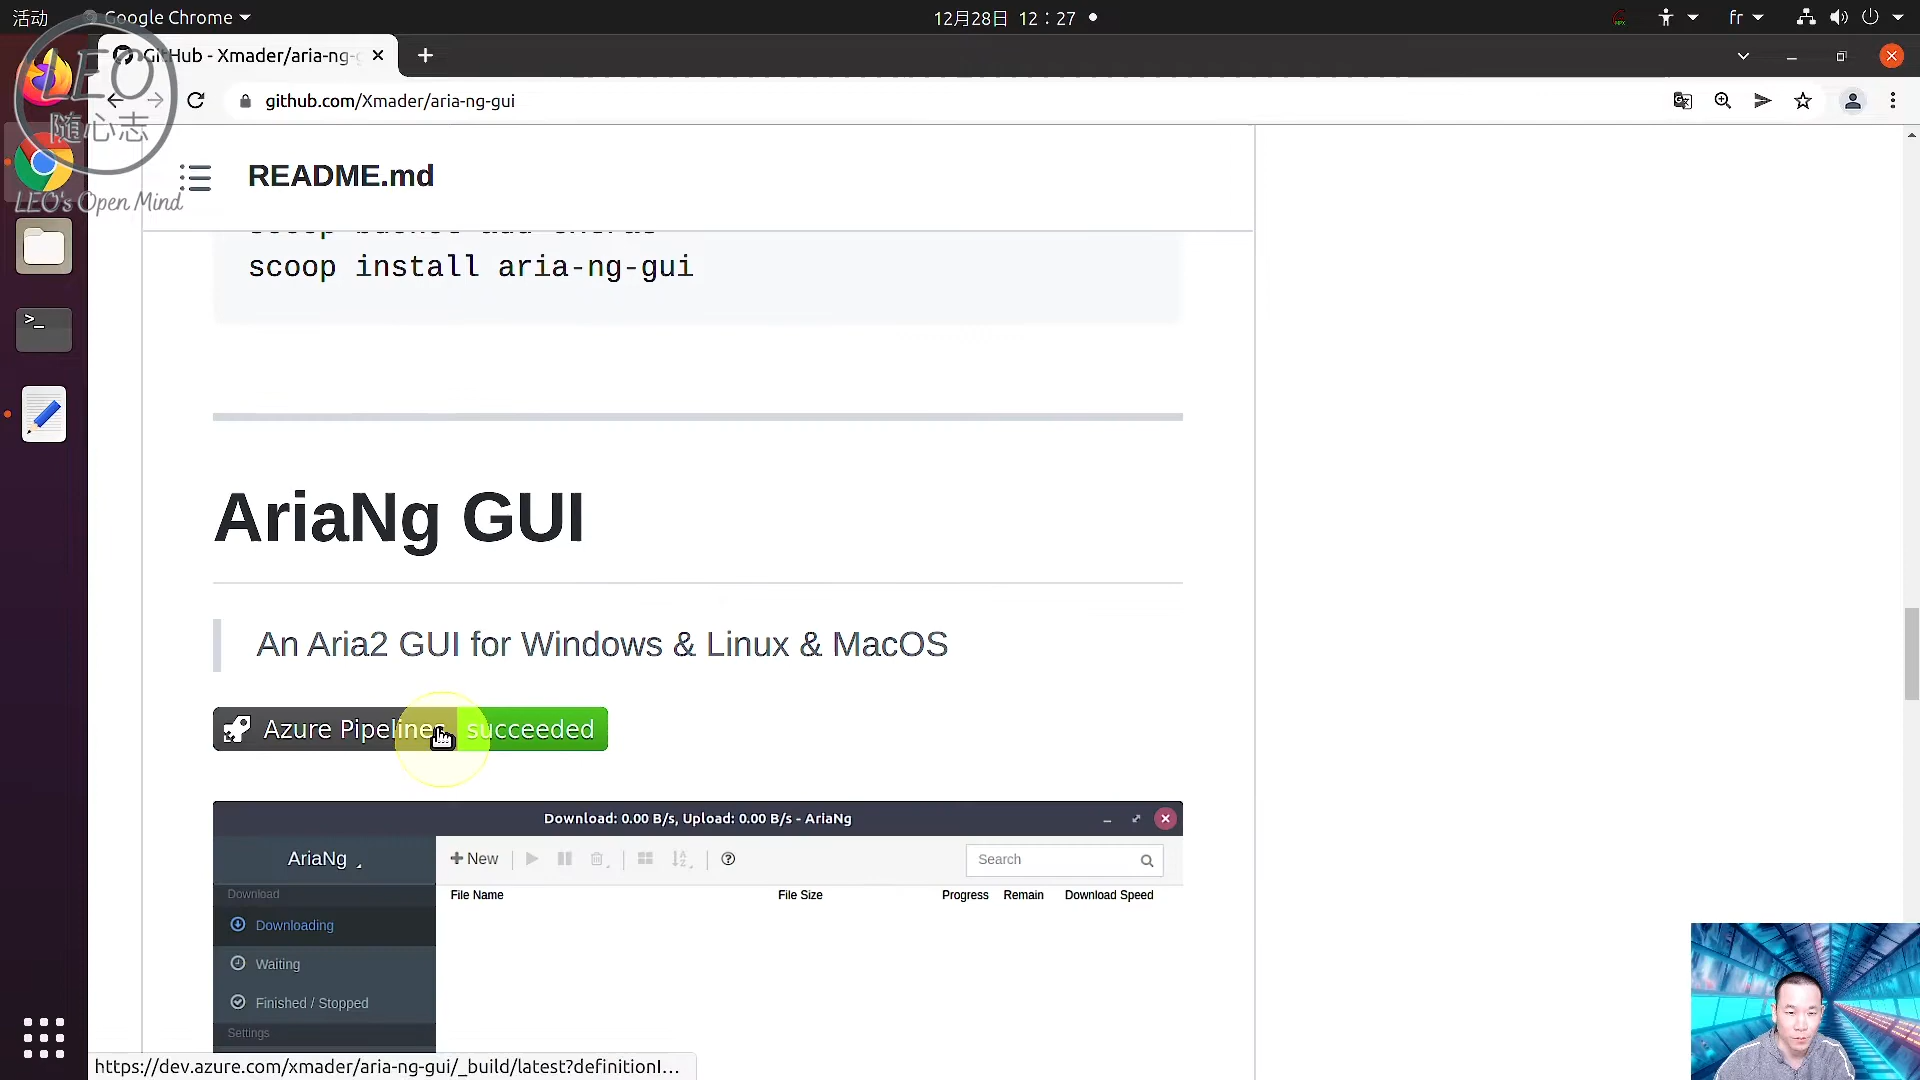 活动
Google Chrome
12月28日 12：27
fr
GitHub - Xmader/aria-ng-g
github.com/Xmader/aria-ng-gui
LEO
随心志
LEO's Open Mind
README.md
scoop bucket add
scoop install aria-ng-gui
AriaNg GUI
An Aria2 GUI for Windows & Linux & MacOS
Azure Pipelines succeeded
Download: 0.00 B/s, Upload: 0.00 B/s - AriaNg
AriaNg
New
Search
Download
File Name File Size Progress Remain Download Speed
Downloading
Waiting
Finished / Stopped
Settings
https://dev.azure.com/xmader/aria-ng-gui/_build/latest?definitionI...